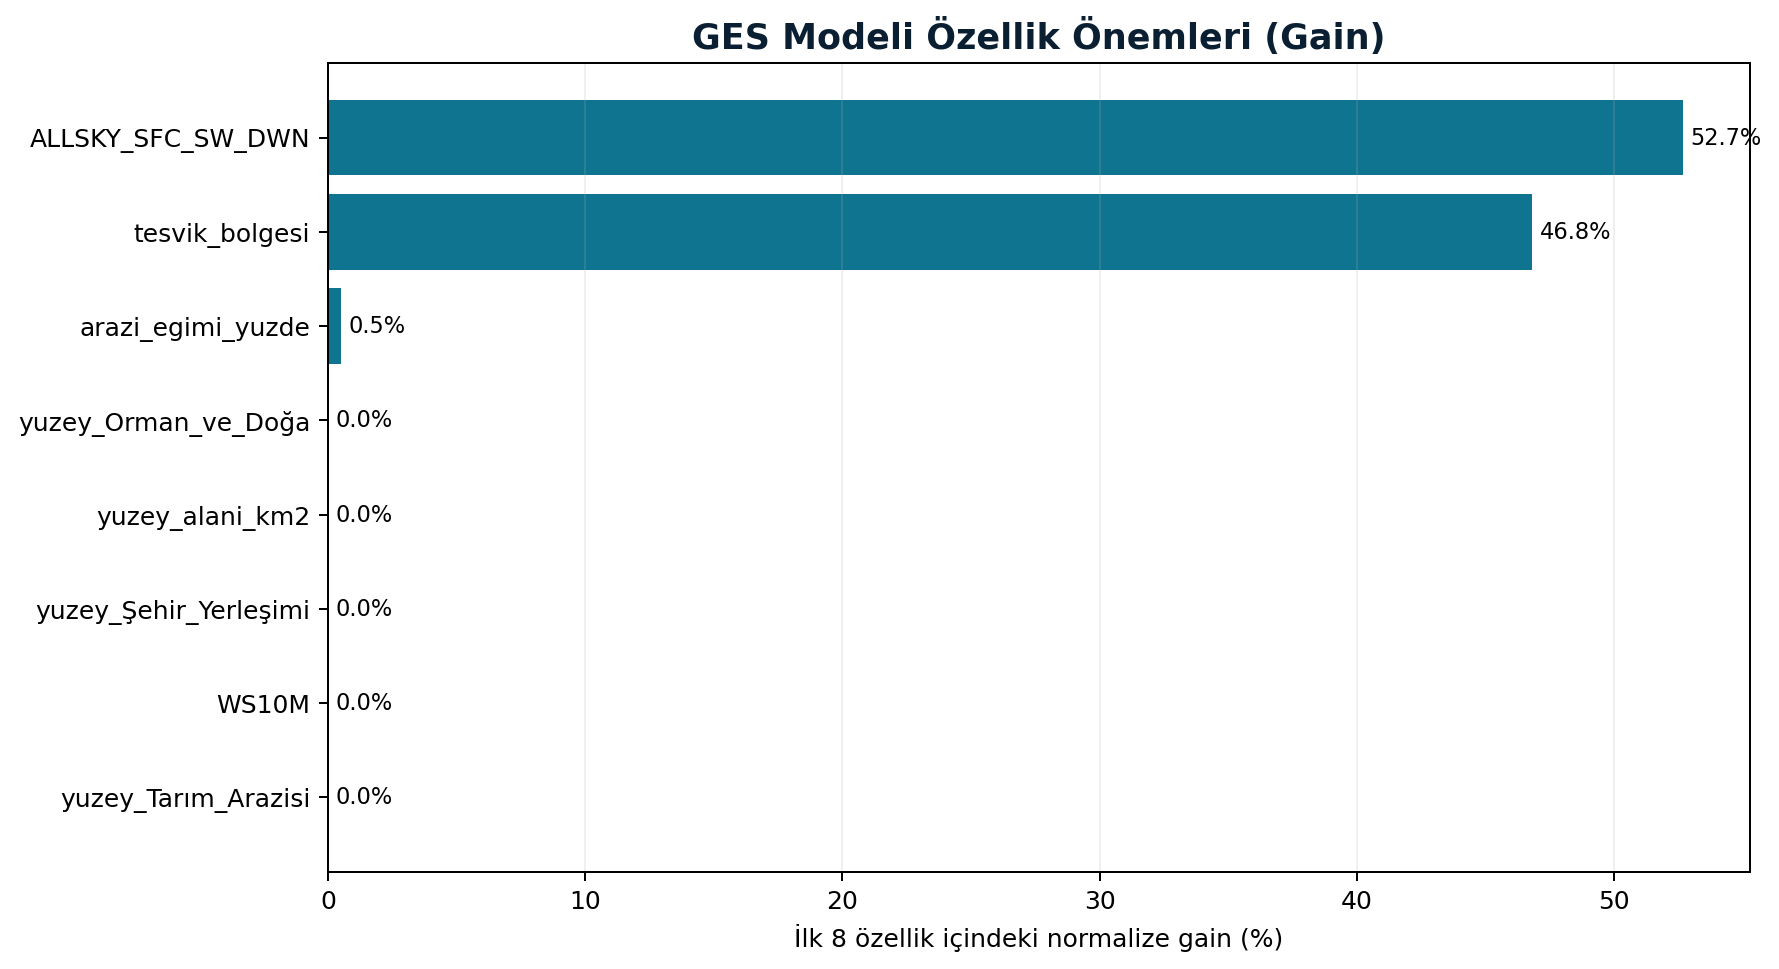 GES Modeli Özellik Önemleri (Gain)
ALLSKY_SFC_SW_DWN 52.7%
tesvik_bolgesi 46.8%
arazi_egimi_yuzde 0.5%
yuzey_Orman_ve_Doğa 0.0%
yuzey_alani_km2 0.0%
yuzey_Şehir_Yerleşimi 0.0%
WS10M 0.0%
yuzey_Tarım_Arazisi 0.0%
0 10 20 30 40 50
İlk 8 özellik içindeki normalize gain (%)